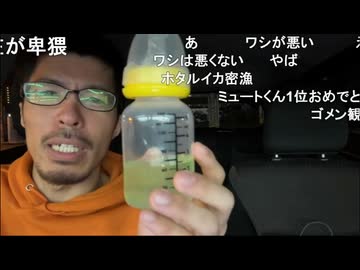 が卑猥
あ
ワシが悪い
ワシは悪くない
やば
ホタルイカ密漁
ミュートくん1位おめでと
ゴメン観